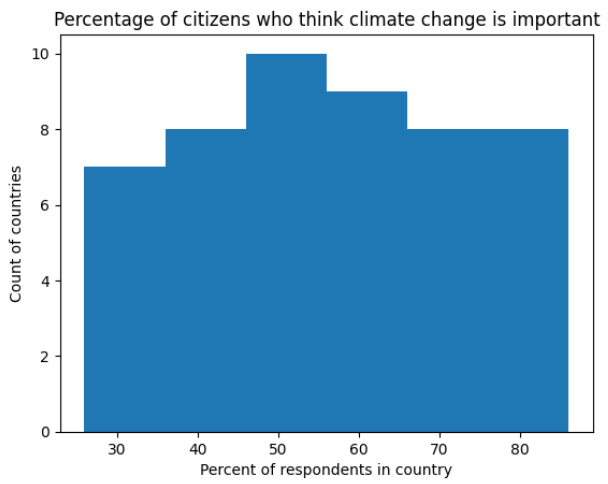 Percentage of citizens who think climate change is important
10
8
6
4
2
0
Count of countries
30 40 50 60 70 80
Percent of respondents in country